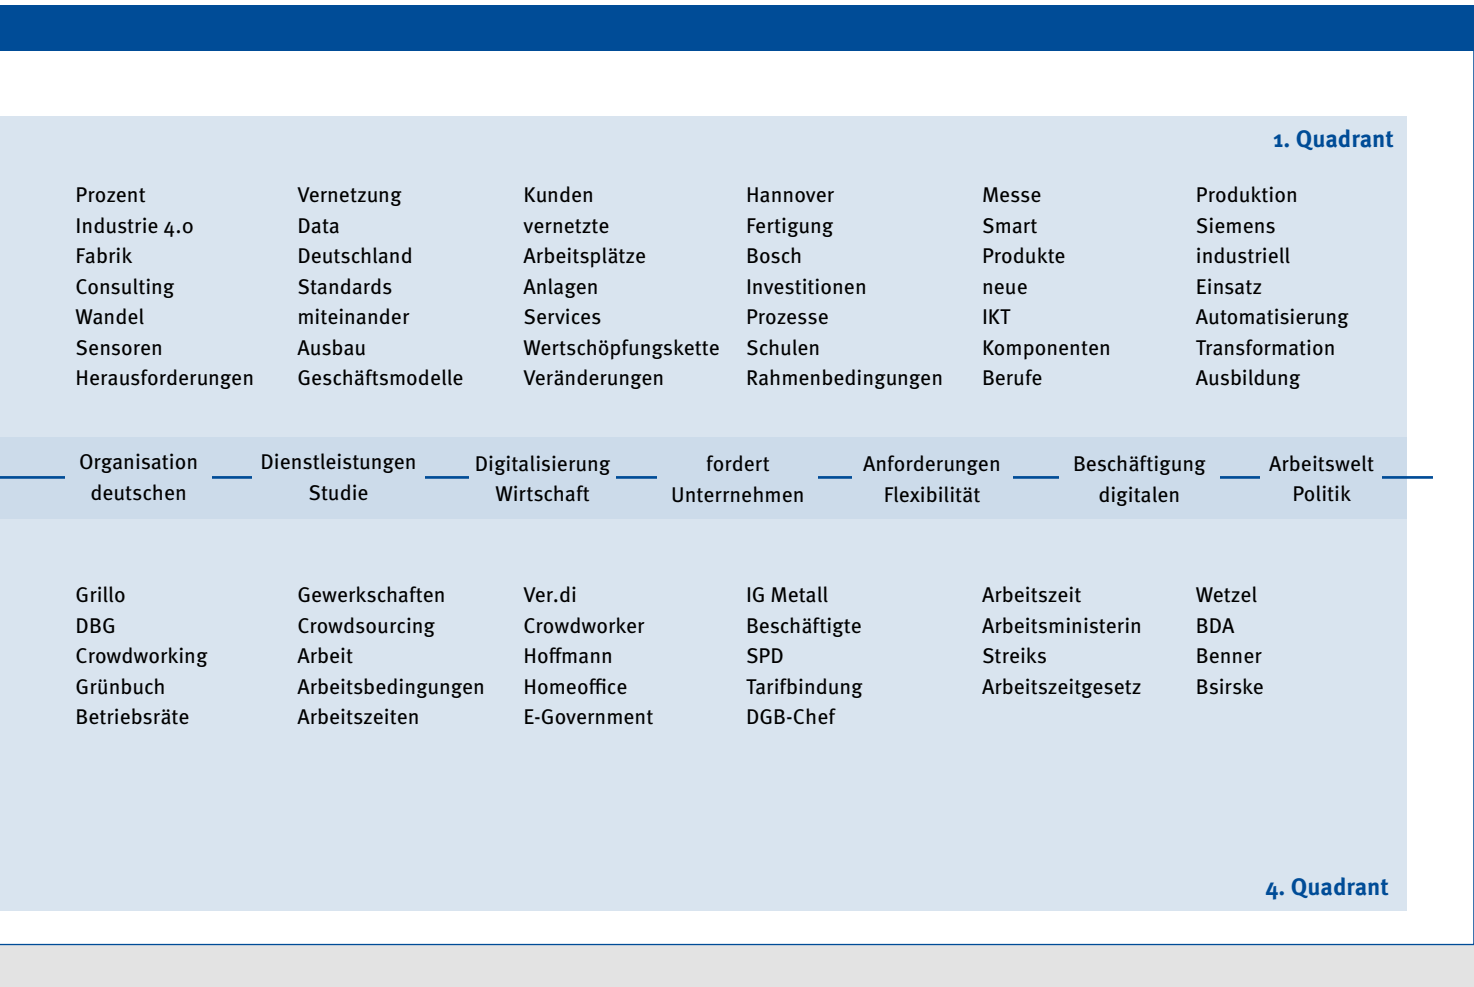 1. Quadrant
Prozent Vernetzung Kunden Hannover Messe Produktion
Industrie 4.0 Data vernetzte Fertigung Smart Siemens
Fabrik Deutschland Arbeitsplätze Bosch Produkte industriell
Consulting Standards Anlagen Investitionen neue Einsatz
Wandel miteinander Services Prozesse IKT Automatisierung
Sensoren Ausbau Wertschöpfungskette Schulen Komponenten Transformation
Herausforderungen Geschäftsmodelle Veränderungen Rahmenbedingungen Berufe Ausbildung
Organisation Dienstleistungen Digitalisierung fordert Anforderungen Beschäftigung Arbeitswelt
deutschen Studie Wirtschaft Unterrnehmen Flexibilität digitalen Politik
Grillo Gewerkschaften Ver.di IG Metall Arbeitszeit Wetzel
DBG Crowdsourcing Crowdworker Beschäftigte Arbeitsministerin BDA
Crowdworking Arbeit Hoffmann SPD Streiks Benner
Grünbuch Arbeitsbedingungen Homeoffice Tarifbindung Arbeitszeitgesetz Bsirske
Betriebsräte Arbeitszeiten E-Government DGB-Chef
4. Quadrant